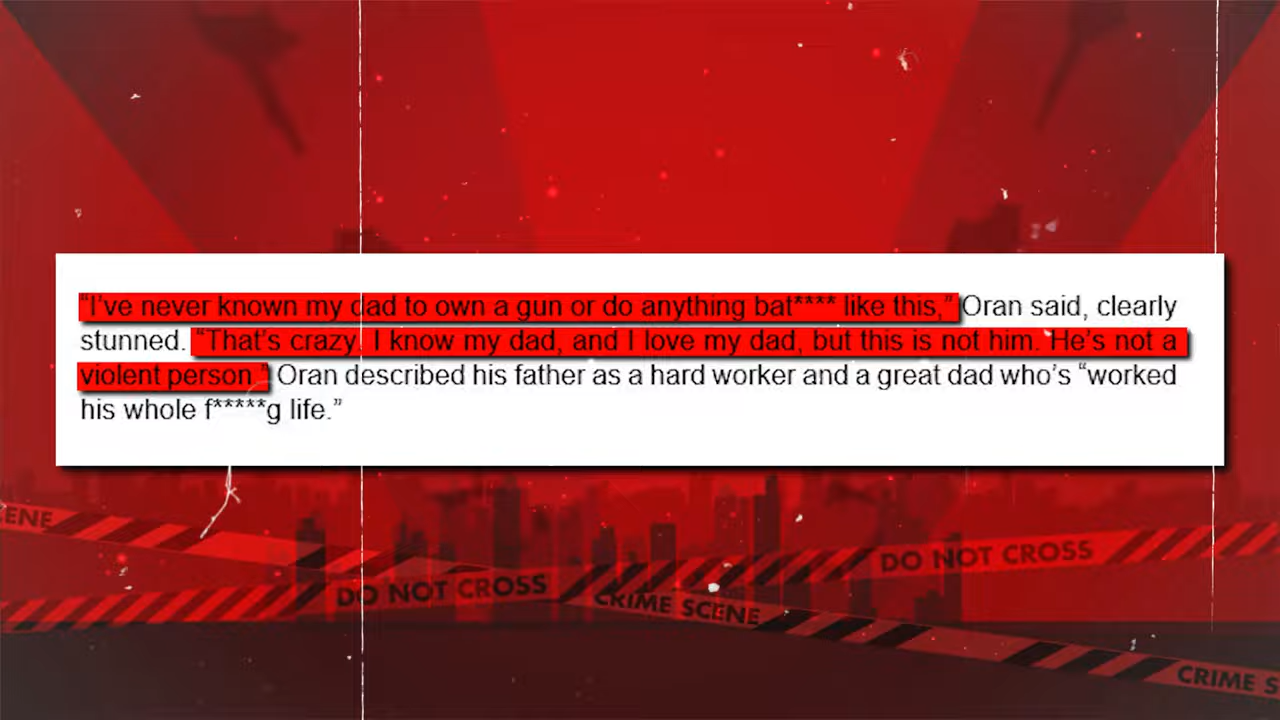 “I’ve never known my dad to own a gun or do anything bat**** like this,” Oran said, clearly
stunned. “That’s crazy. I know my dad, and I love my dad, but this is not him. He’s not a
violent person.” Oran described his father as a hard worker and a great dad who’s “worked
his whole f*****g life.”
ENE
DO NOT CROSS
DO NOT CROSS
CRIME SCENE
CRIME S